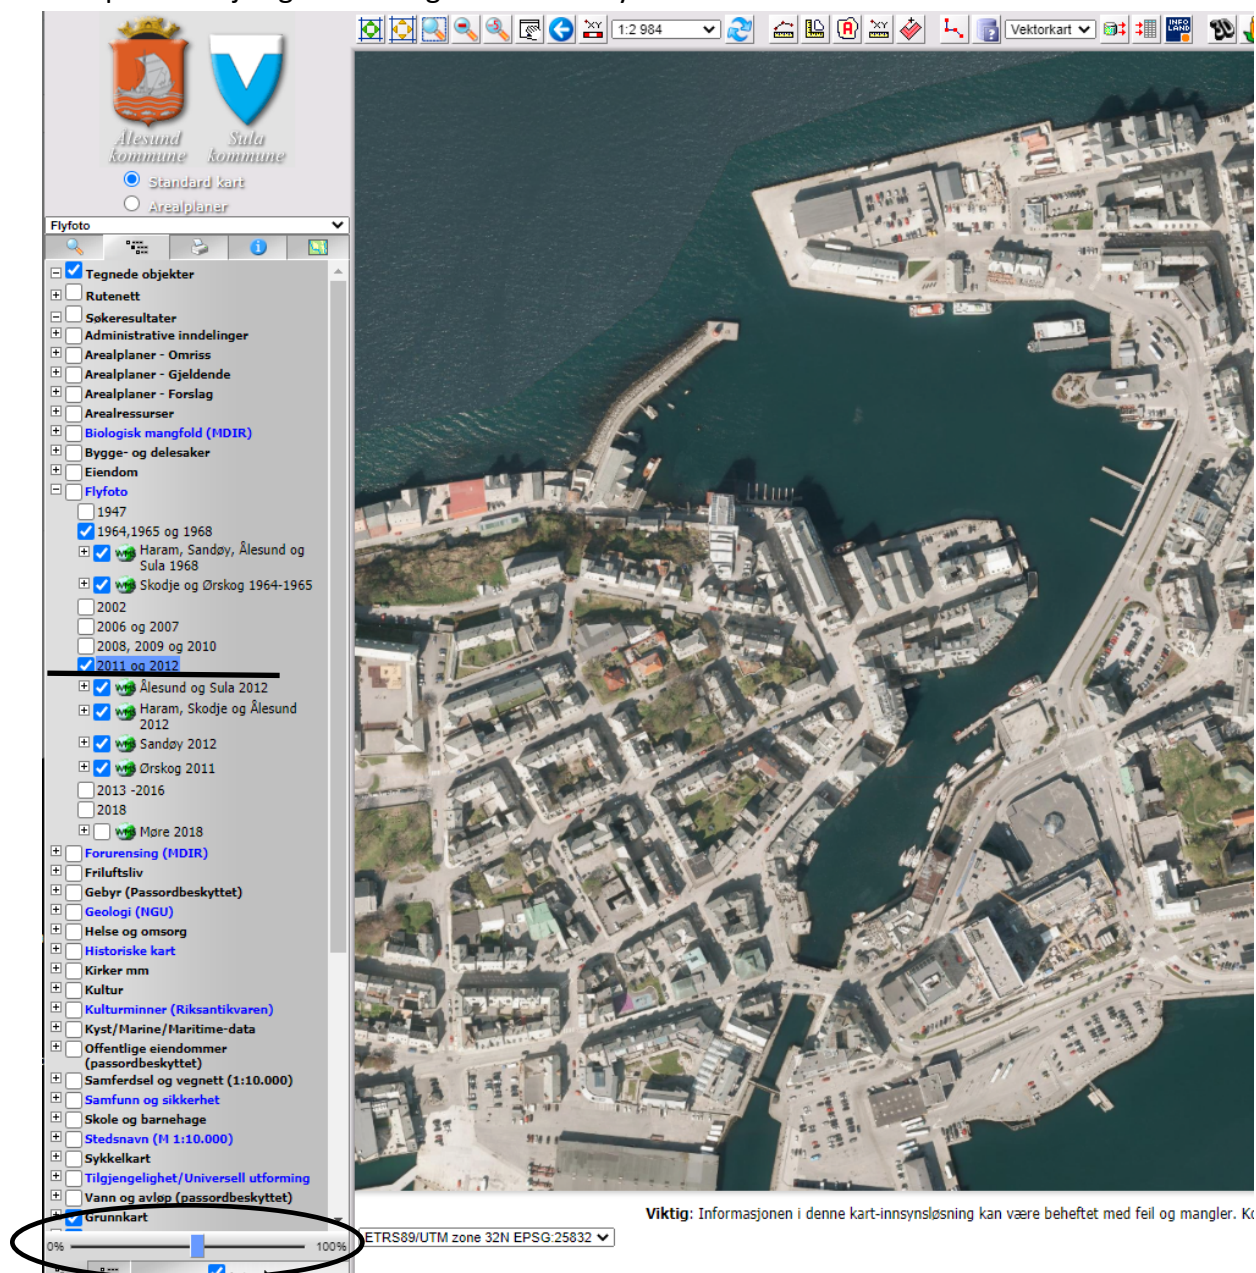 Ålesund
kommune
Sula
kommune
Standard kart
Arealplaner
Flyfoto
1:2 984
Vektorkart
INFO
LAND
3D
Tegnede objekter
Rutenett
Søkeresultater
Administrative inndelinger
Arealplaner - Omriss
Arealplaner - Gjeldende
Arealplaner - Forslag
Arealressurser
Biologisk mangfold (MDIR)
Bygge- og delesaker
Eiendom
Flyfoto
1947
1964,1965 og 1968
Haram, Sandøy, Ålesund og
Sula 1968
Skodje og Ørskog 1964-1965
2002
2006 og 2007
2008, 2009 og 2010
2011 og 2012
Ålesund og Sula 2012
Haram, Skodje og Ålesund
2012
Sandøy 2012
Ørskog 2011
2013 -2016
2018
Møre 2018
Forurensing (MDIR)
Friluftsliv
Gebyr (Passordbeskyttet)
Geologi (NGU)
Helse og omsorg
Historiske kart
Kirker mm
Kultur
Kulturminner (Riksantikvaren)
Kyst/Marine/Maritime-data
Offentlige eiendommer
(passordbeskyttet)
Samferdsel og vegnett (1:10.000)
Samfunn og sikkerhet
Skole og barnehage
Stedsnavn (M 1:10.000)
Sykkelkart
Tilgjengelighet/Universell utforming
Vann og avløp (passordbeskyttet)
Grunnkart
0% 100%
Viktig: Informasjonen i denne kart-innsynsløsning kan være beheftet med feil og mangler.
ETRS89/UTM zone 32N EPSG:25832